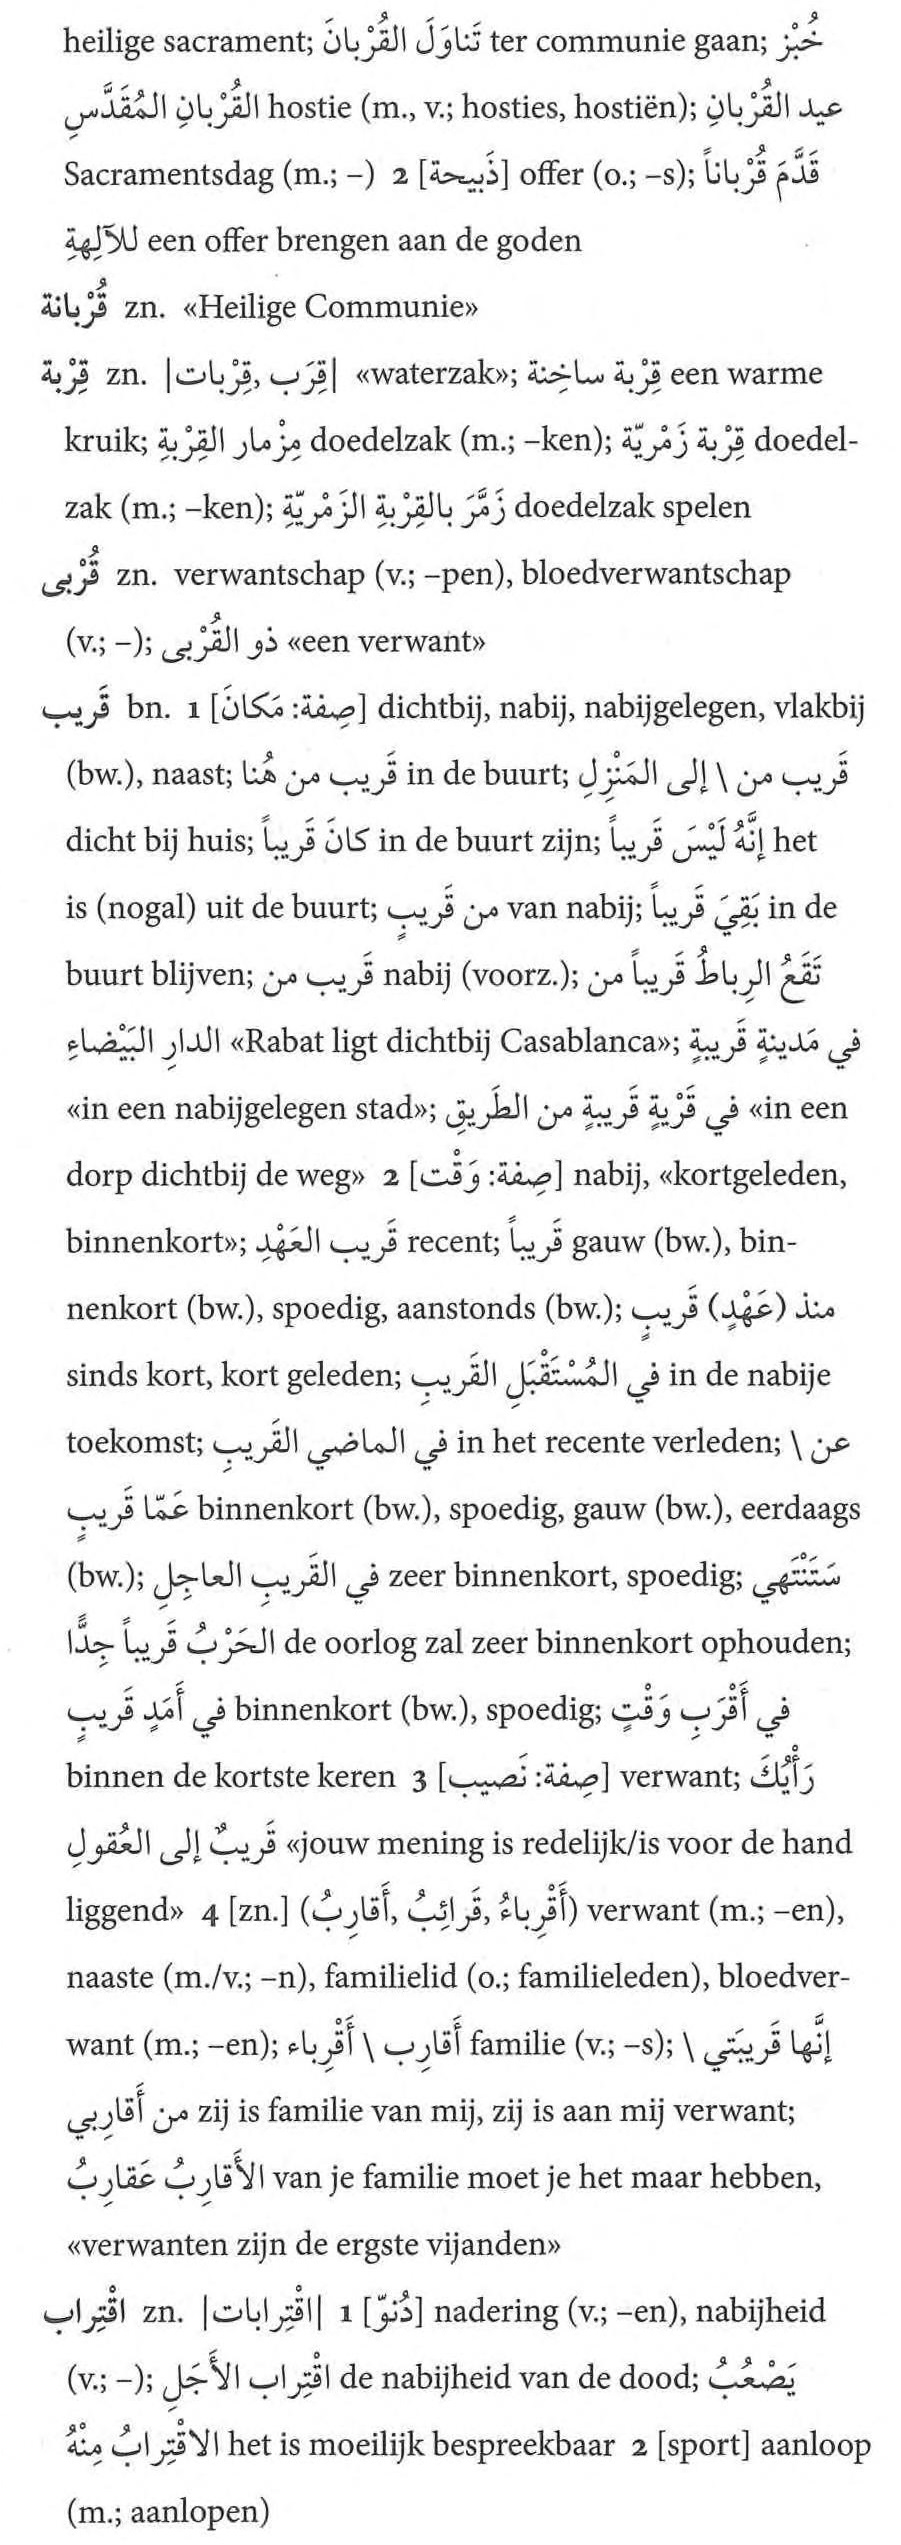 heilige sacrament; تَناوَلَ القُرْبانَ ter communie gaan; خُبْز
القُرْبانِ المُقَدَّسِ hostie (m., v.; hosties, hostiën); عيد القُرْبانِ
Sacramentsdag (m.; –) 2 [ذَبيحة] offer (o.; –s); قَدَّمَ قُرْباناً
للآلِهةِ een offer brengen aan de goden
قُرْبانة zn. «Heilige Communie»
قِرْبة zn. |قِرَب, قِرْبات| «waterzak»; قِرْبة ساخِنة een warme
kruik; مِزْمار القِرْبةِ doedelzak (m.; –ken); قِرْبة زَمْريّة doedel-
zak (m.; –ken); زَمَّرَ بالقِرْبةِ الزَمْريّةِ doedelzak spelen
قُرْبى zn. verwantschap (v.; –pen), bloedverwantschap
(v.; –); ذو القُرْبى «een verwant»
قَريب bn. 1 [صِفة: مَكانَ] dichtbij, nabij, nabijgelegen, vlakbij
(bw.), naast; قَريب من هُنا in de buurt; قَريب من \ إلى المَنْزِلِ
dicht bij huis; كانَ قَريباً in de buurt zijn; إنَّهُ لَيْسَ قَريباً het
is (nogal) uit de buurt; من قَريبٍ van nabij; بَقِيَ قَريباً in de
buurt blijven; قَريب من nabij (voorz.); تَقَعُ الرِباطُ قَريباً من
الدارِ البَيْضاءِ «Rabat ligt dichtbij Casablanca»; في مَدينةٍ قَريبةٍ
«in een nabijgelegen stad»; في قَرْيةٍ قَريبةٍ من الطَريقِ «in een
dorp dichtbij de weg» 2 [صِفة: وَقْت] nabij, «kortgeleden,
binnenkort»; قَريب العَهْدِ recent; قَريباً gauw (bw.), bin-
nenkort (bw.), spoedig, aanstonds (bw.); منذ (عَهْدٍ) قَريبٍ
sinds kort, kort geleden; في المُسْتَقْبَلِ القَريبِ in de nabije
toekomst; في الماضي القَريبِ in het recente verleden; عن \
عَمّا قَريبٍ binnenkort (bw.), spoedig, gauw (bw.), eerdaags
(bw.); في القَريبِ العاجِلِ zeer binnenkort, spoedig; سَتَنْتَهي
الحَرْبُ قَريباً جِدًّا de oorlog zal zeer binnenkort ophouden;
في أَمَدٍ قَريبٍ binnenkort (bw.), spoedig; في أَقْرَبِ وَقْتٍ
binnen de kortste keren 3 [صِفة: نَصيب] verwant; رَأْيُكَ
قَريبٌ إلى العُقولِ «jouw mening is redelijk/is voor de hand
liggend» 4 [zn.] (أَقْرِباءُ, قَرائِبُ, أَقارِبُ) verwant (m.; –en),
naaste (m./v.; –n), familielid (o.; familieleden), bloedver-
want (m.; –en); أَقارِب \ أَقْرِباء familie (v.; –s); إنَّها قَريبَتي \
من أَقارِبي zij is familie van mij, zij is aan mij verwant;
الأَقارِبُ عَقارِبُ van je familie moet je het maar hebben,
«verwanten zijn de ergste vijanden»
اقْتِراب zn. |اقْتِرابات| 1 [دُنوّ] nadering (v.; –en), nabijheid
(v.; –); اقْتِراب الأَجَلِ de nabijheid van de dood; يَصْعُبُ
الاقْتِرابُ مِنْهُ het is moeilijk bespreekbaar 2 [sport] aanloop
(m.; aanlopen)